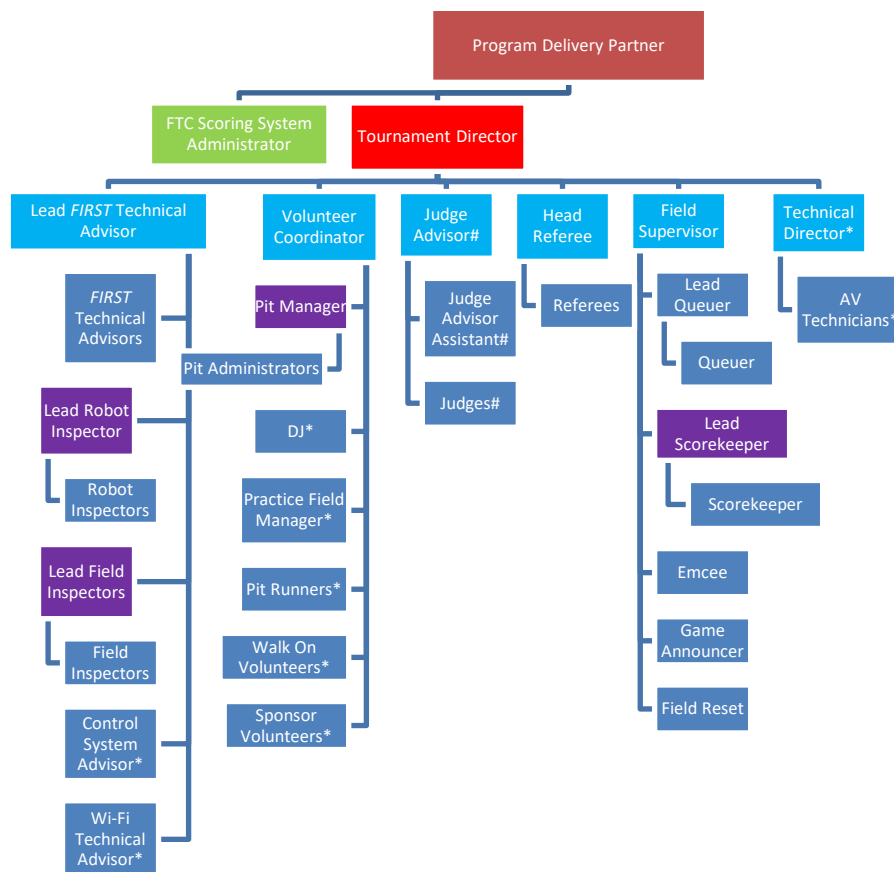 Program Delivery Partner
FTC Scoring System
Administrator
Tournament Director
Lead FIRST Technical
Advisor
Volunteer
Coordinator
Judge
Advisor#
Head
Referee
Field
Supervisor
Technical
Director*
FIRST
Technical
Advisors
Lead Robot
Inspector
Robot
Inspectors
Lead Field
Inspectors
Field
Inspectors
Control
System
Advisor*
Wi-Fi
Technical
Advisor*
Pit Manager
Pit Administrators
DJ*
Practice Field
Manager*
Pit Runners*
Walk On
Volunteers*
Sponsor
Volunteers*
Judge
Advisor
Assistant#
Judges#
Referees
Lead
Queuer
Queuer
Lead
Scorekeeper
Scorekeeper
Emcee
Game
Announcer
Field Reset
AV
Technicians*